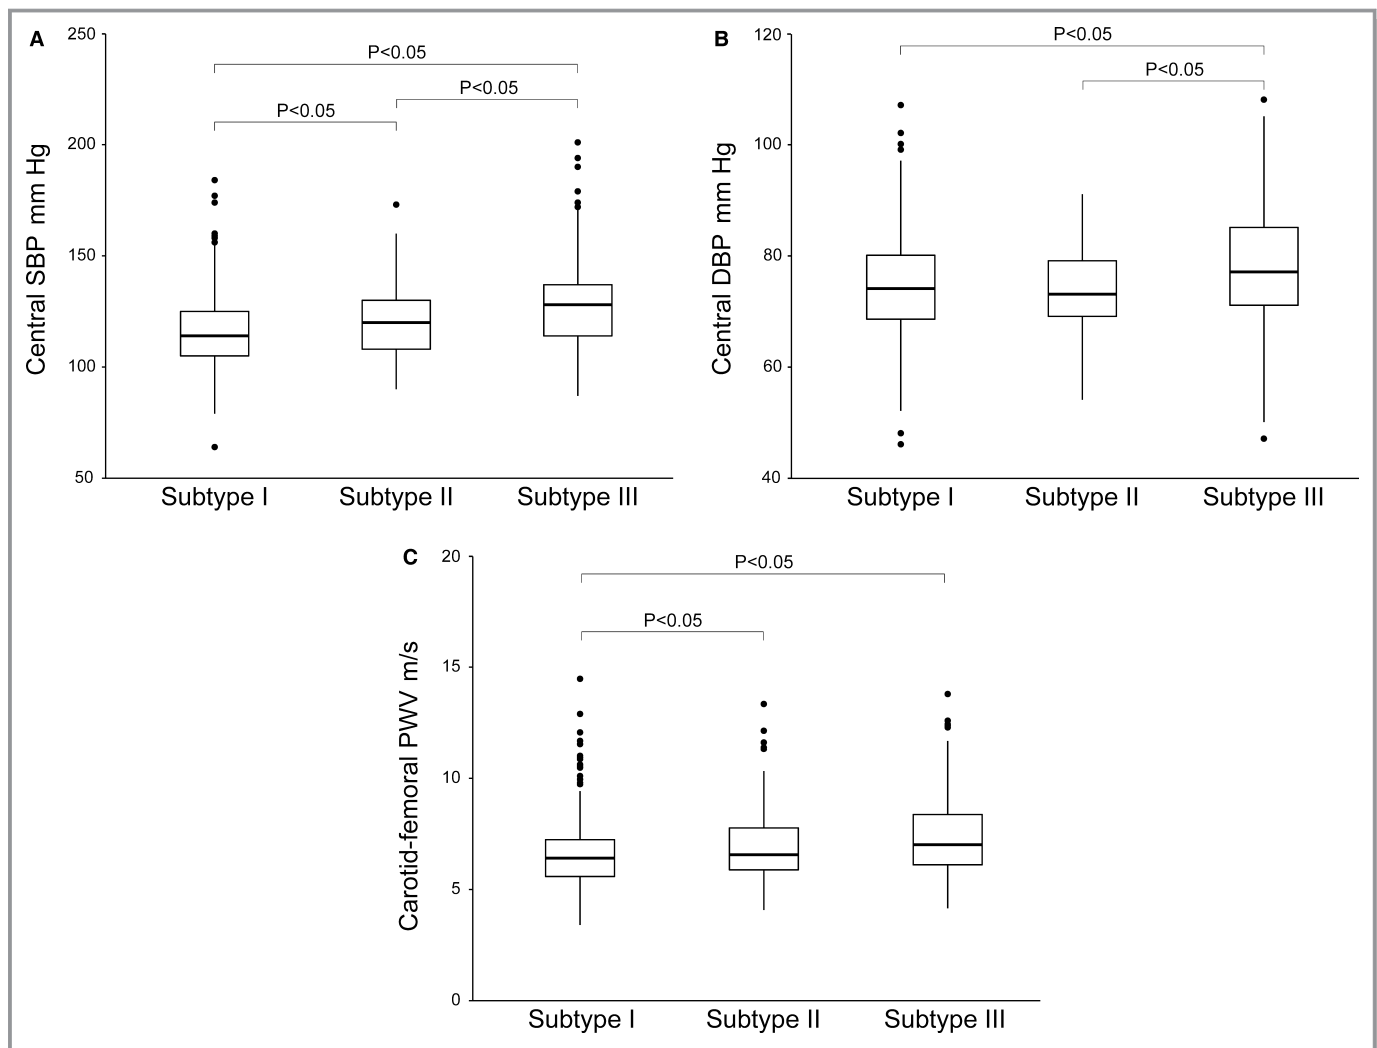 A
250
P<0.05
P<0.05
P<0.05
200
150
100
50
Central SBP mm Hg
Subtype I Subtype II Subtype III
B
120
P<0.05
P<0.05
100
80
60
40
Central DBP mm Hg
Subtype I Subtype II Subtype III
C
20
P<0.05
P<0.05
15
10
5
0
Carotid-femoral PWV m/s
Subtype I Subtype II Subtype III